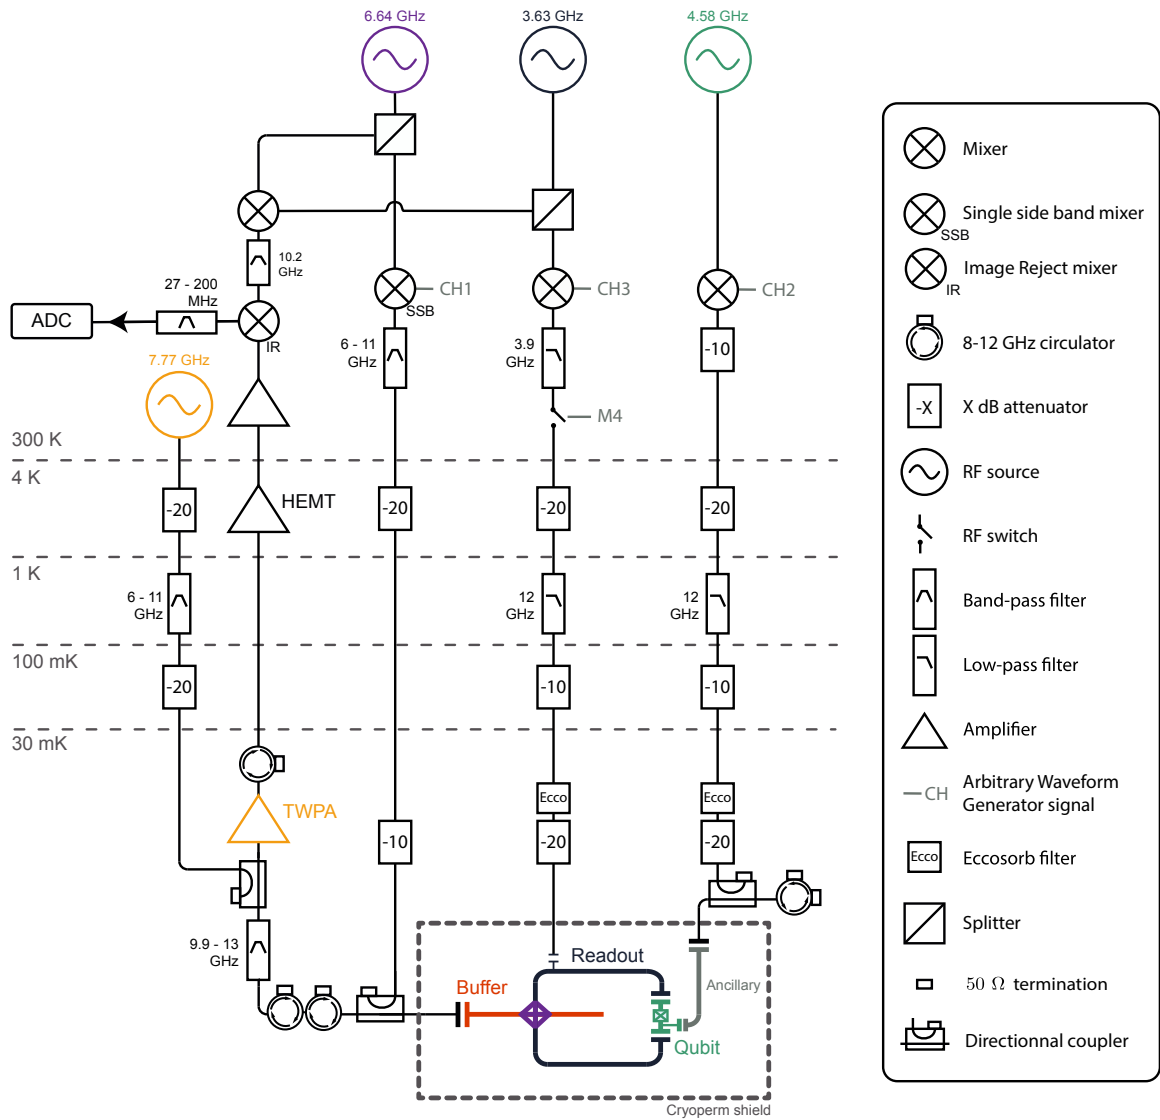 6.64 GHz
3.63 GHz
4.58 GHz
10.2
GHz
27 - 200
MHz
ADC
IR
CH1
SSB
CH3
CH2
7.77 GHz
6 - 11
GHz
3.9
GHz
-10
M4
300 K
4 K
-20
HEMT
-20
-20
-20
1 K
6 - 11
GHz
12
GHz
12
GHz
100 mK
-20
-10
-10
30 mK
TWPA
Ecco
Ecco
-10
-20
-20
9.9 - 13
GHz
Readout
Buffer
Ancillary
Qubit
Cryoperm shield
Mixer
Single side band mixer
SSB
Image Reject mixer
IR
8-12 GHz circulator
-X
X dB attenuator
RF source
RF switch
Band-pass filter
Low-pass filter
Amplifier
CH
Arbitrary Waveform
Generator signal
Ecco
Eccosorb filter
Splitter
50 Ω termination
Directionnal coupler